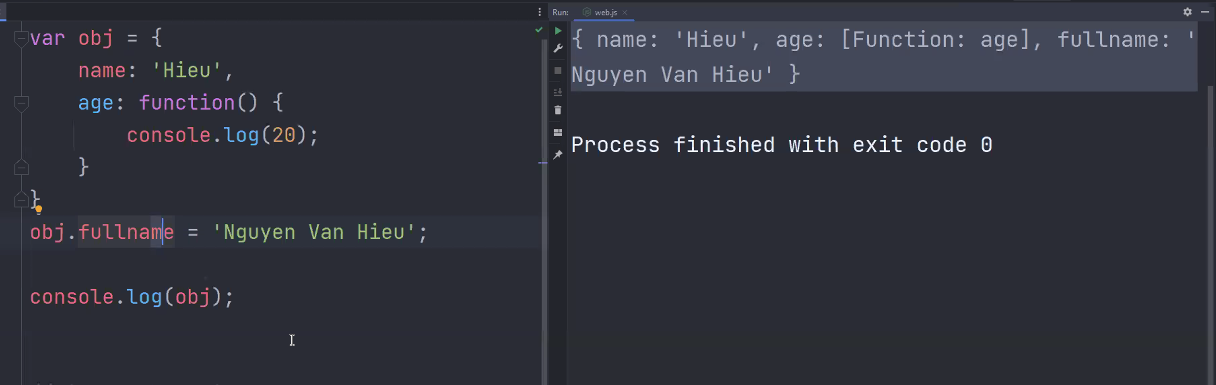 var obj = {
name: 'Hieu',
age: function() {
console.log(20);
}
}
obj.fullname = 'Nguyen Van Hieu';
console.log(obj);
Run: web.js
{ name: 'Hieu', age: [Function: age], fullname: '
Nguyen Van Hieu' }
Process finished with exit code 0